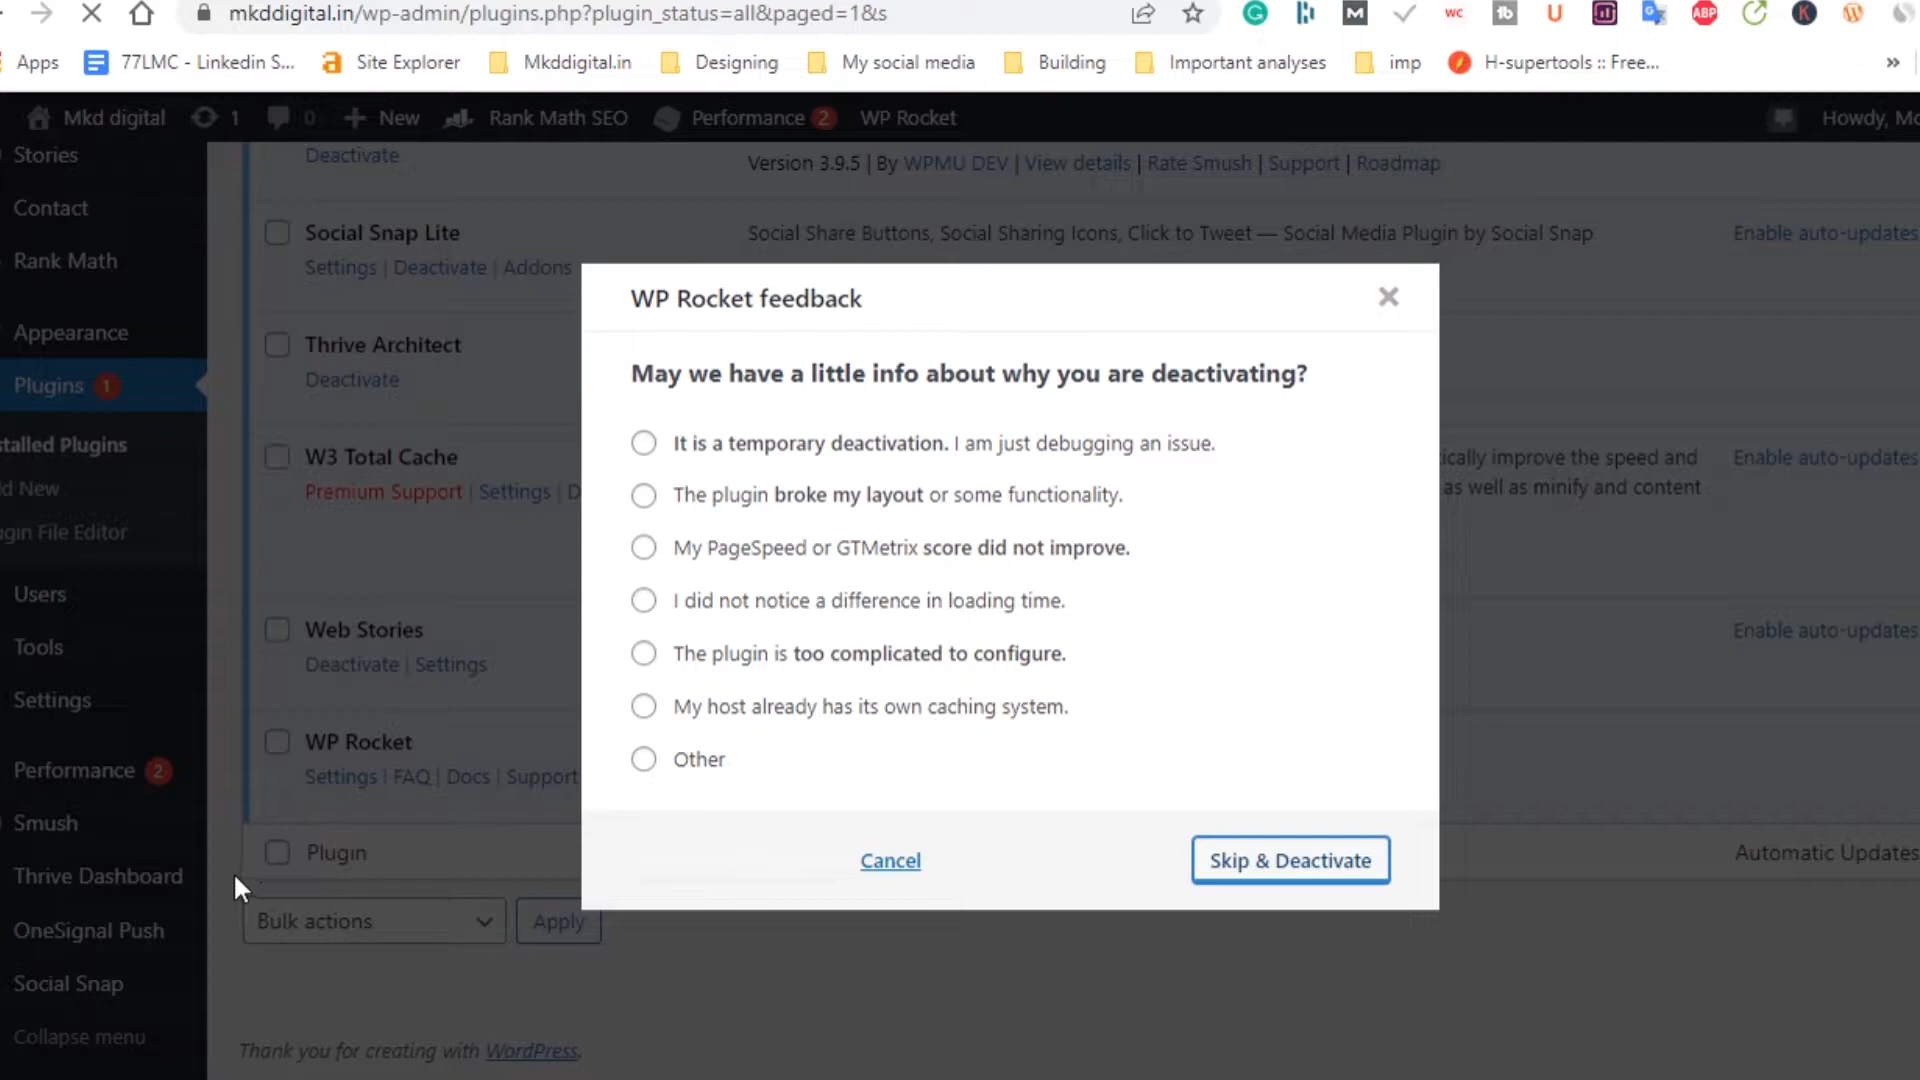 mkddigital.in/wp-admin/plugins.php?plugin_status=all&paged=1&s
Apps
77LMC - Linkedin S...
Site Explorer
Mkddigital.in
Designing
My social media
Building
Important analyses
imp
H-supertools :: Free...
»
Mkd digital
1
0
New
Rank Math SEO
Performance 2
WP Rocket
Howdy, Mo
Stories
Contact
Rank Math
Appearance
Plugins 1
stalled Plugins
d New
ugin File Editor
Users
Tools
Settings
Performance 2
Smush
Thrive Dashboard
OneSignal Push
Social Snap
Collapse menu
Deactivate
Version 3.9.5 | By WPMU DEV | View details | Rate Smush | Support | Roadmap
Social Snap Lite
Social Share Buttons, Social Sharing Icons, Click to Tweet — Social Media Plugin by Social Snap
Enable auto-updates
Settings | Deactivate | Addons
Thrive Architect
Deactivate
W3 Total Cache
ically improve the speed and
Enable auto-updates
Premium Support | Settings | D
as well as minify and content
Web Stories
Enable auto-updates
Deactivate | Settings
WP Rocket
Settings | FAQ | Docs | Support
Plugin
Automatic Updates
Bulk actions
Apply
Thank you for creating with WordPress.
WP Rocket feedback
May we have a little info about why you are deactivating?
It is a temporary deactivation. I am just debugging an issue.
The plugin broke my layout or some functionality.
My PageSpeed or GTMetrix score did not improve.
I did not notice a difference in loading time.
The plugin is too complicated to configure.
My host already has its own caching system.
Other
Cancel
Skip & Deactivate